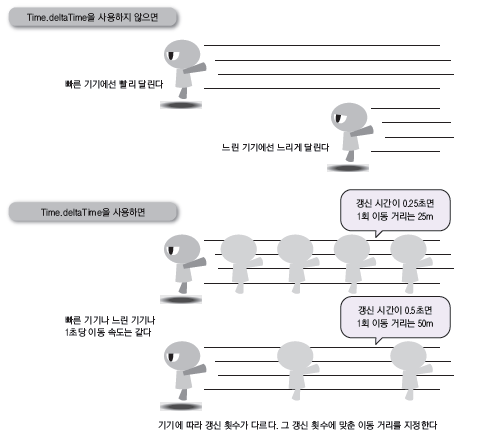 Time.deltaTime을 사용하지 않으면
빠른 기기에선 빨리 달린다
느린 기기에선 느리게 달린다
Time.deltaTime을 사용하면
갱신 시간이 0.25초면
1회 이동 거리는 25m
빠른 기기나 느린 기기나
1초당 이동 속도는 같다
갱신 시간이 0.5초면
1회 이동 거리는 50m
기기에 따라 갱신 횟수가 다르다. 그 갱신 횟수에 맞춘 이동 거리를 지정한다